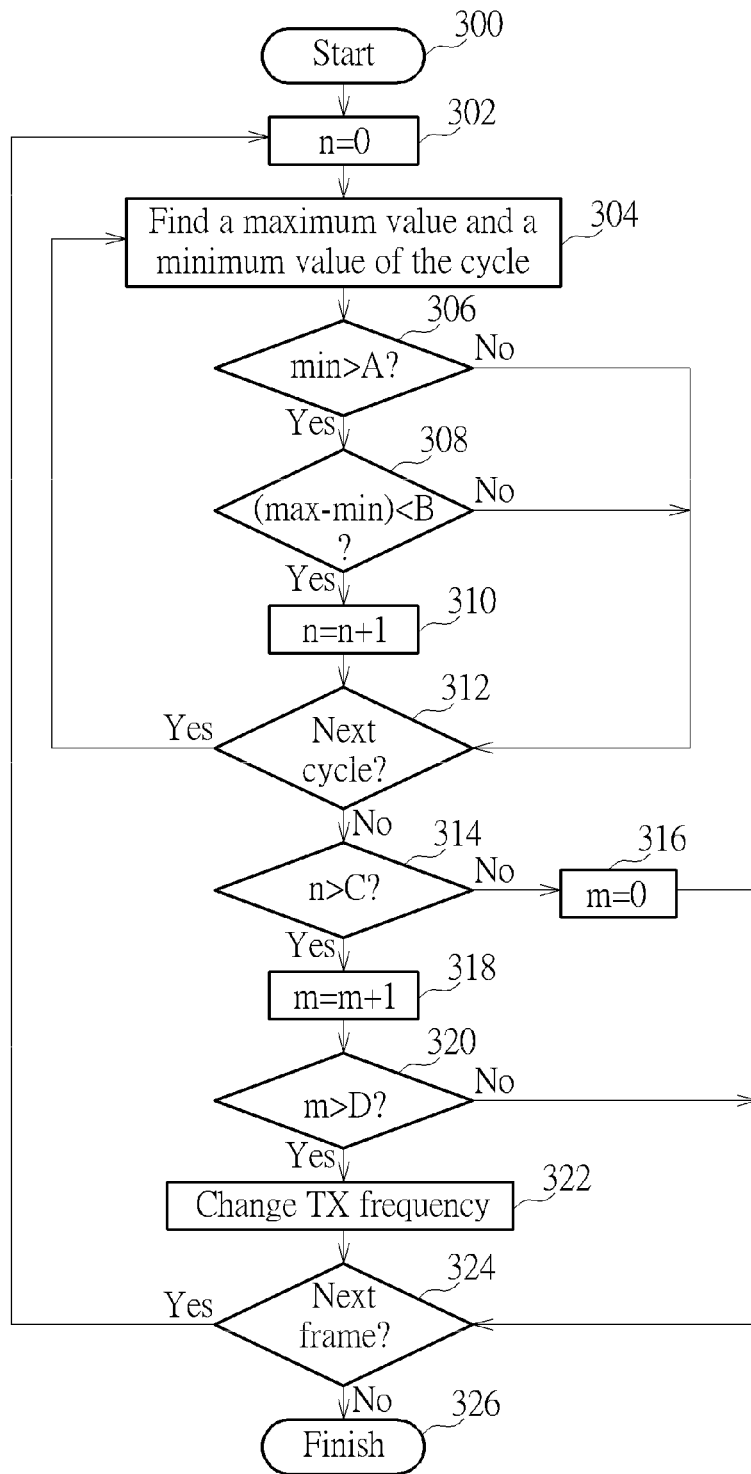 Start
300
n=0
302
Find a maximum value and a
minimum value of the cycle
304
306
min>A?
No
Yes
308
(max-min)<B
?
No
Yes
n=n+1
310
312
Next
cycle?
Yes
No
314
n>C?
No
316
m=0
Yes
m=m+1
318
320
m>D?
No
Yes
Change TX frequency
322
324
Next
frame?
Yes
No
Finish
326